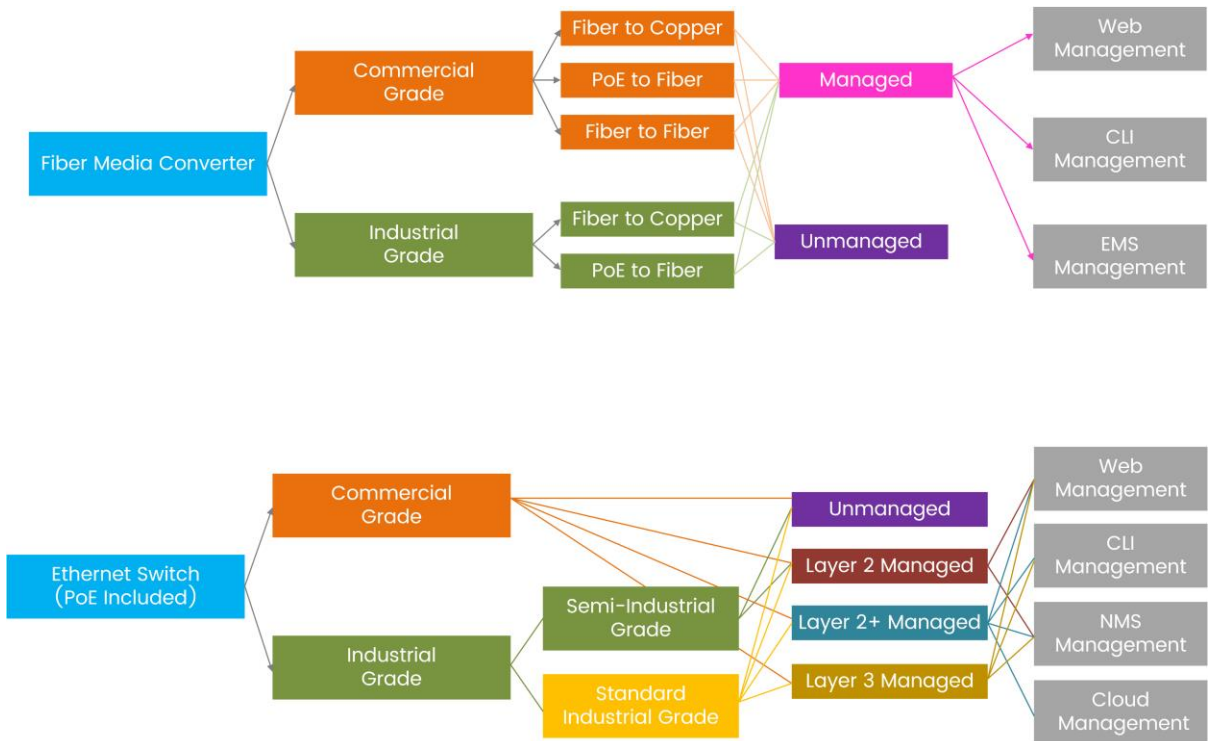 Fiber Media Converter
Commercial
Grade
Industrial
Grade
Fiber to Copper
PoE to Fiber
Fiber to Fiber
Fiber to Copper
PoE to Fiber
Managed
Unmanaged
Web
Management
CLI
Management
EMS
Management
Ethernet Switch
(PoE Included)
Commercial
Grade
Industrial
Grade
Semi-Industrial
Grade
Standard
Industrial Grade
Unmanaged
Layer 2 Managed
Layer 2+ Managed
Layer 3 Managed
Web
Management
CLI
Management
NMS
Management
Cloud
Management